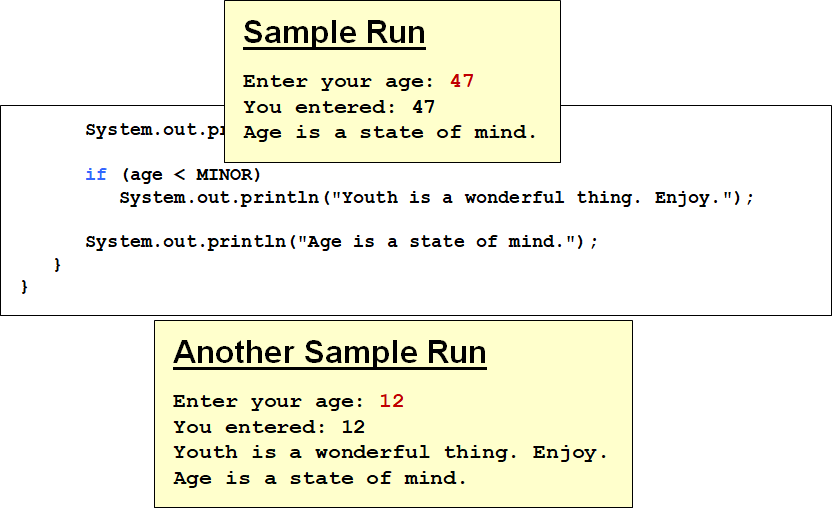 Sample Run
Enter your age: 47
You entered: 47
Age is a state of mind.
System.out.pr
if (age < MINOR)
System.out.println("Youth is a wonderful thing. Enjoy.");
System.out.println("Age is a state of mind.");
}
}
Another Sample Run
Enter your age: 12
You entered: 12
Youth is a wonderful thing. Enjoy.
Age is a state of mind.